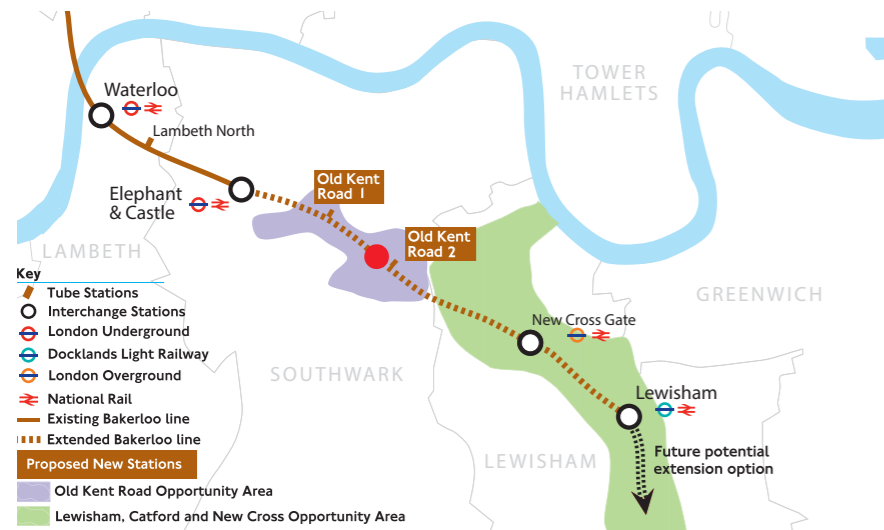 Waterloo
Lambeth North
TOWER
HAMLETS
Elephant
& Castle
Old Kent
Road 1
Old Kent
Road 2
LAMBETH
GREENWICH
New Cross Gate
SOUTHWARK
Lewisham
LEWISHAM
Future potential
extension option
Key
Tube Stations
Interchange Stations
London Underground
Docklands Light Railway
London Overground
National Rail
Existing Bakerloo line
Extended Bakerloo line
Proposed New Stations
Old Kent Road Opportunity Area
Lewisham, Catford and New Cross Opportunity Area